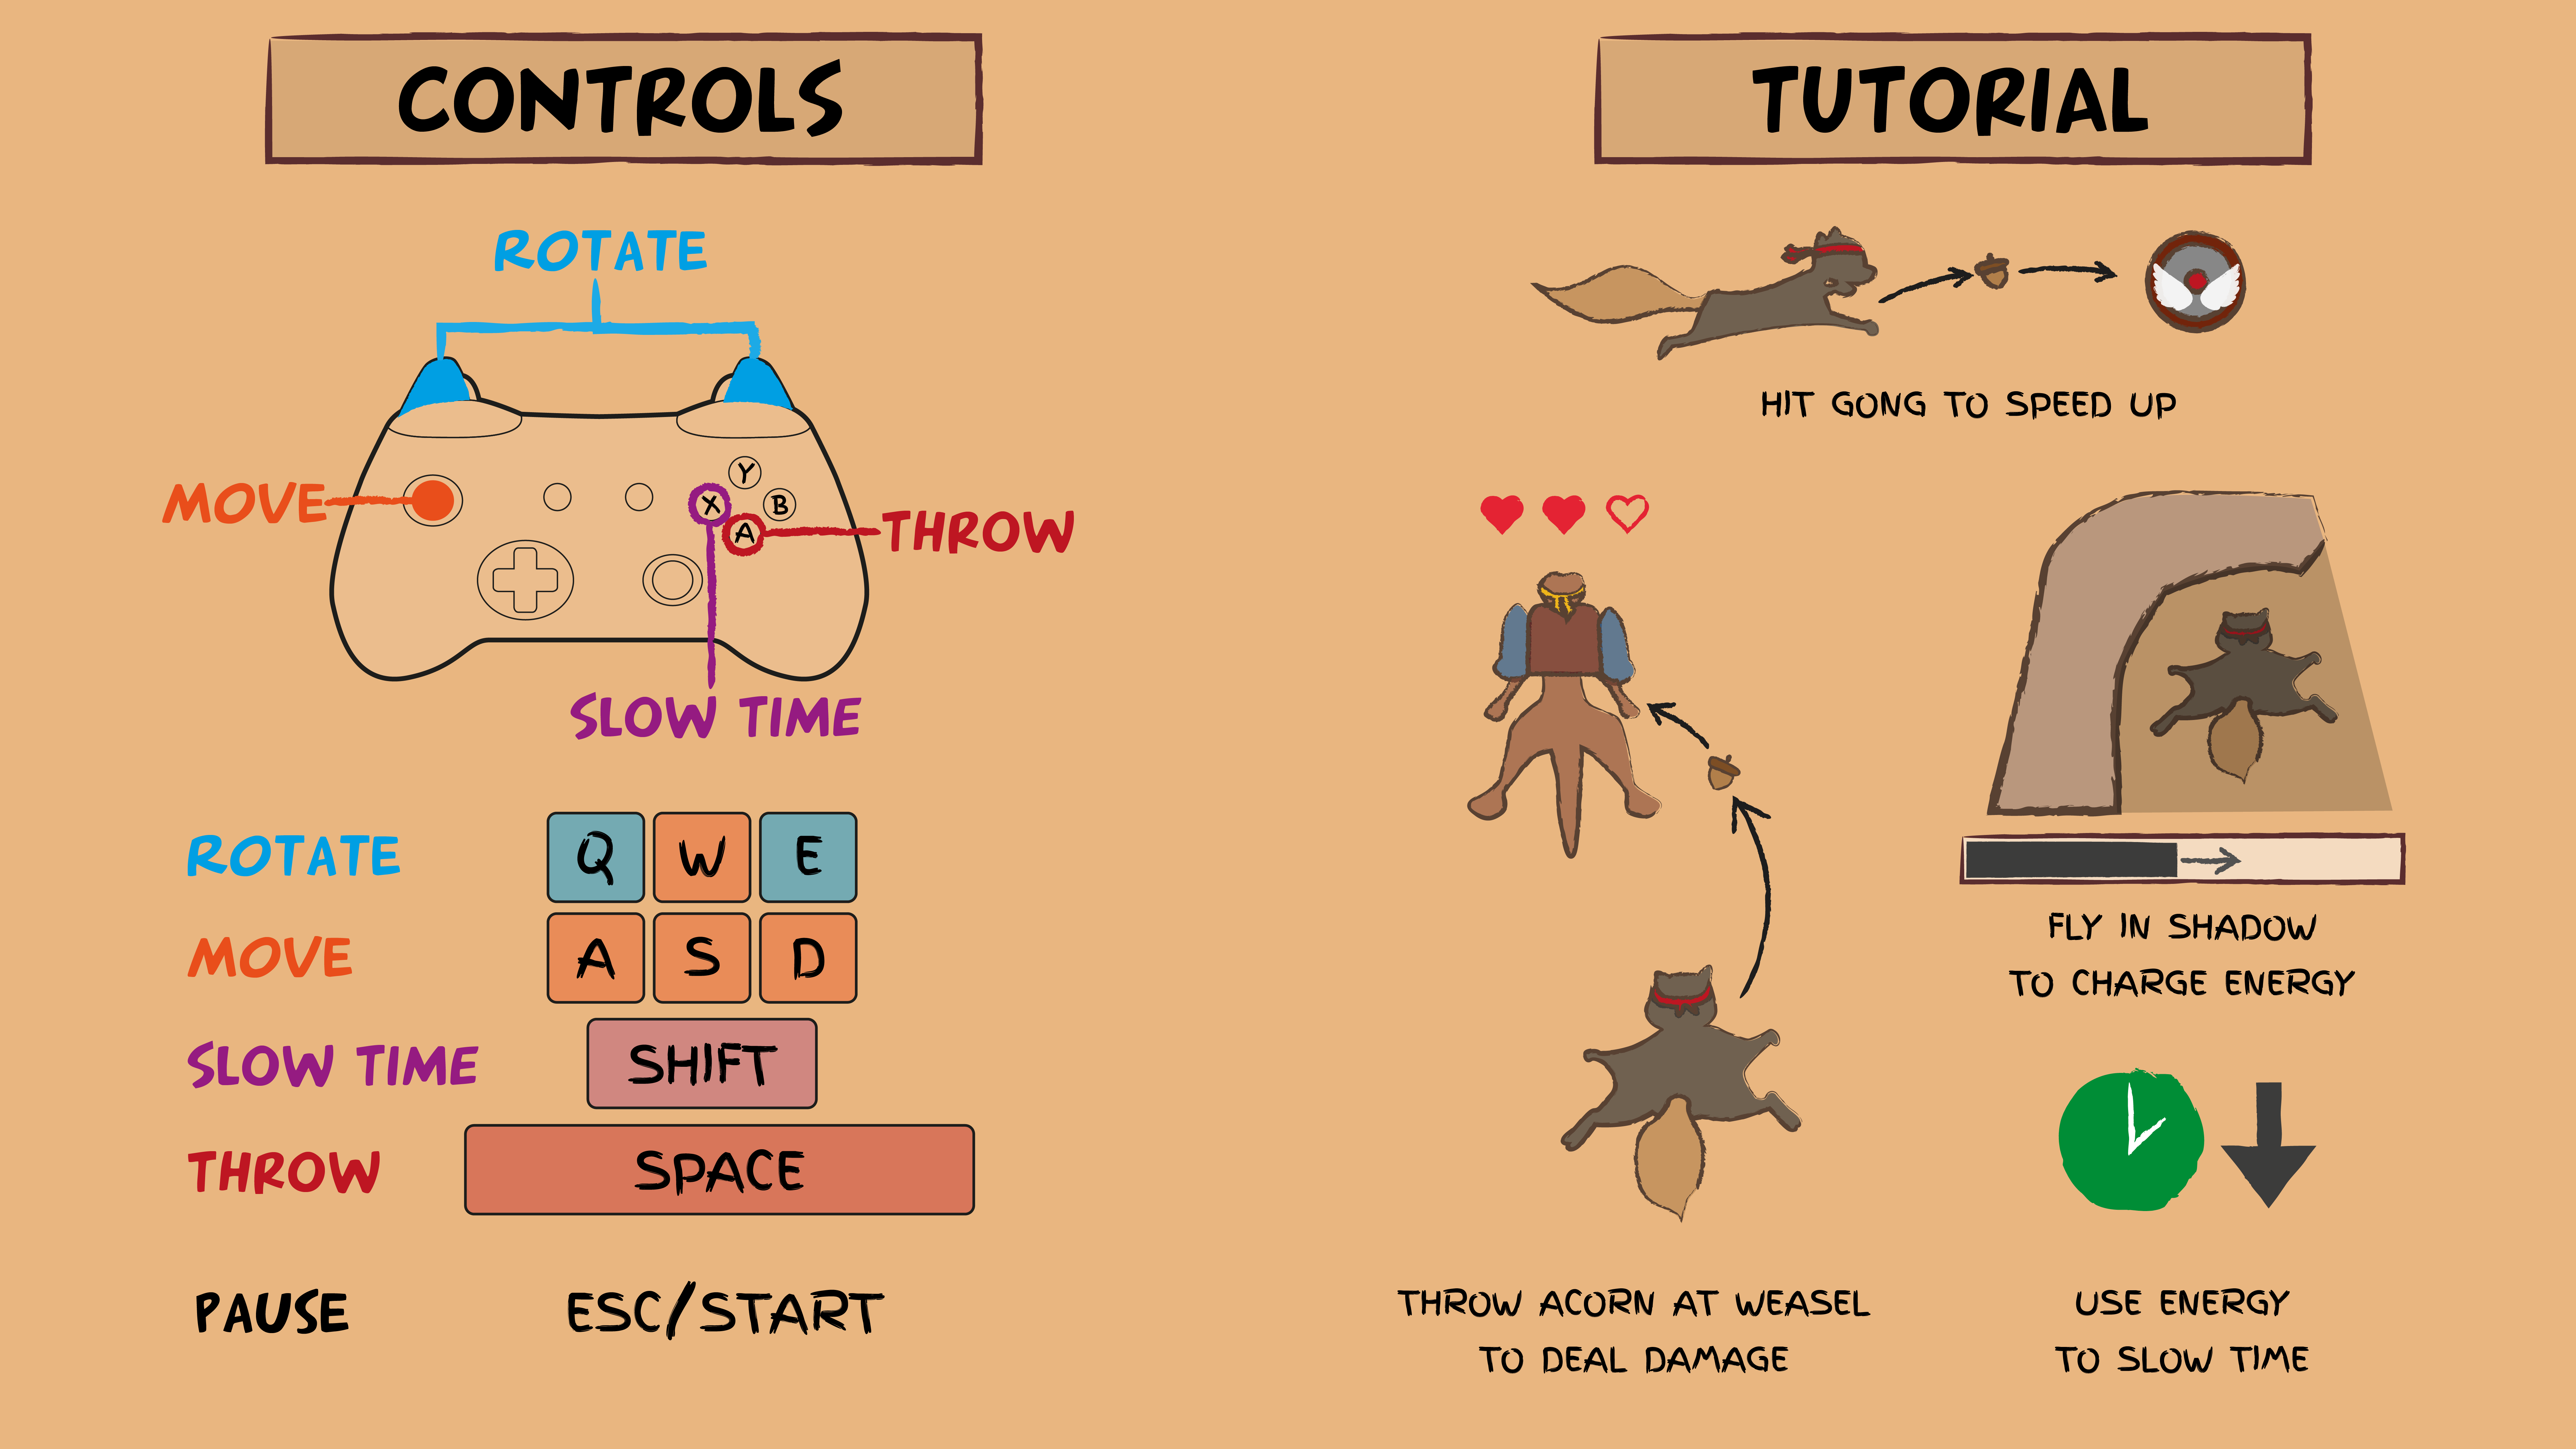 CONTROLS
ROTATE
MOVE
Y
X
B
A
THROW
SLOW TIME
ROTATE
Q W E
MOVE
A S D
SLOW TIME
SHIFT
THROW
SPACE
PAUSE
ESC/START
TUTORIAL
HIT GONG TO SPEED UP
THROW ACORN AT WEASEL
TO DEAL DAMAGE
FLY IN SHADOW
TO CHARGE ENERGY
USE ENERGY
TO SLOW TIME